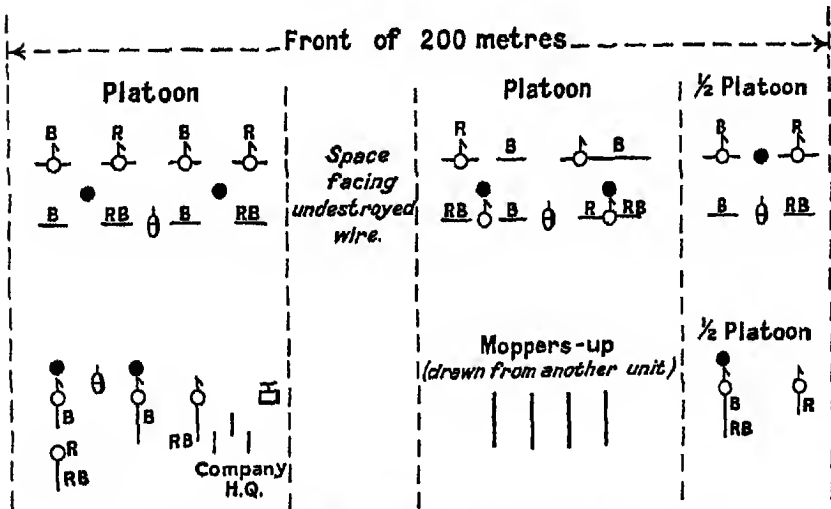 Front of 200 metres
Platoon
Platoon
½ Platoon
B R B R
R B B
B R
Space
facing
undestroyed
wire.
B RB B RB
RB B R RB
B RB
Moppers-up
(drawn from another unit)
½ Platoon
B B RB
R RB
Company
H.Q.
B R
RB